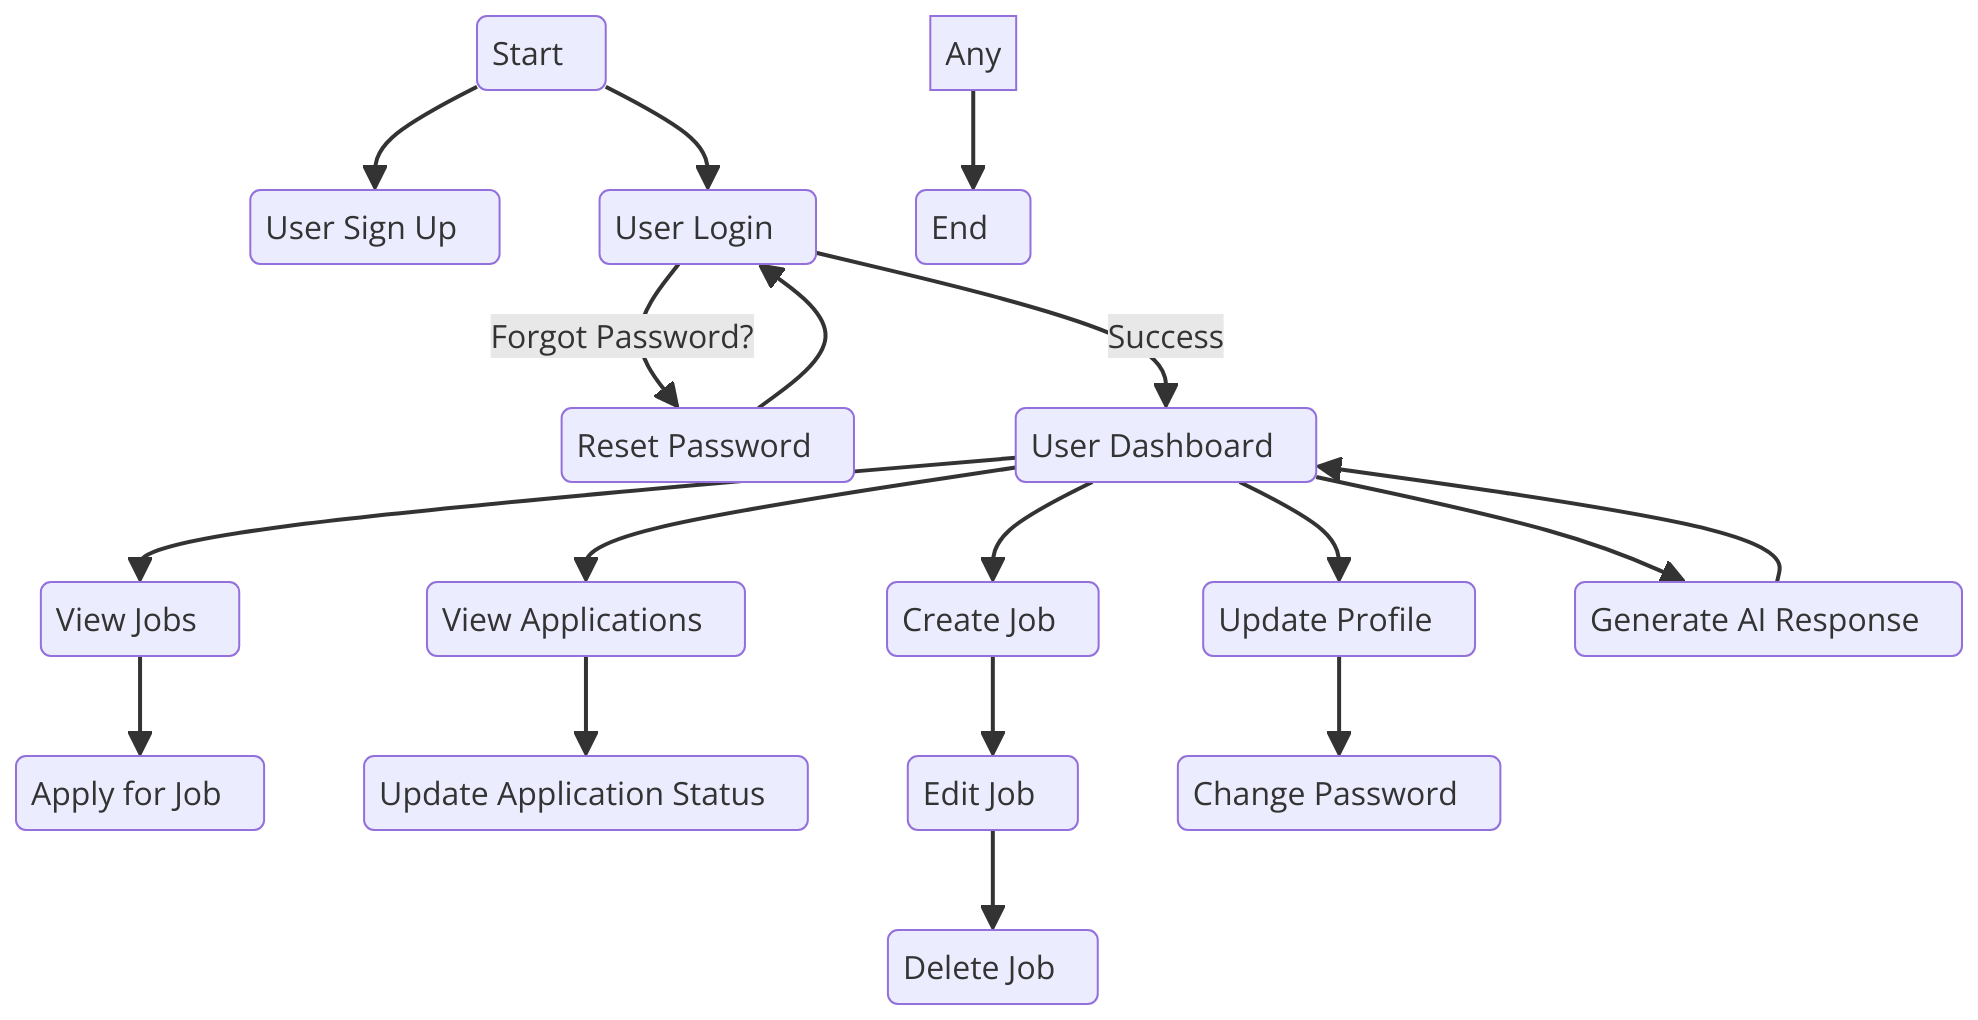 Start
Any
User Sign Up
User Login
End
Forgot Password?
Success
Reset Password
User Dashboard
View Jobs
View Applications
Create Job
Update Profile
Generate AI Response
Apply for Job
Update Application Status
Edit Job
Change Password
Delete Job